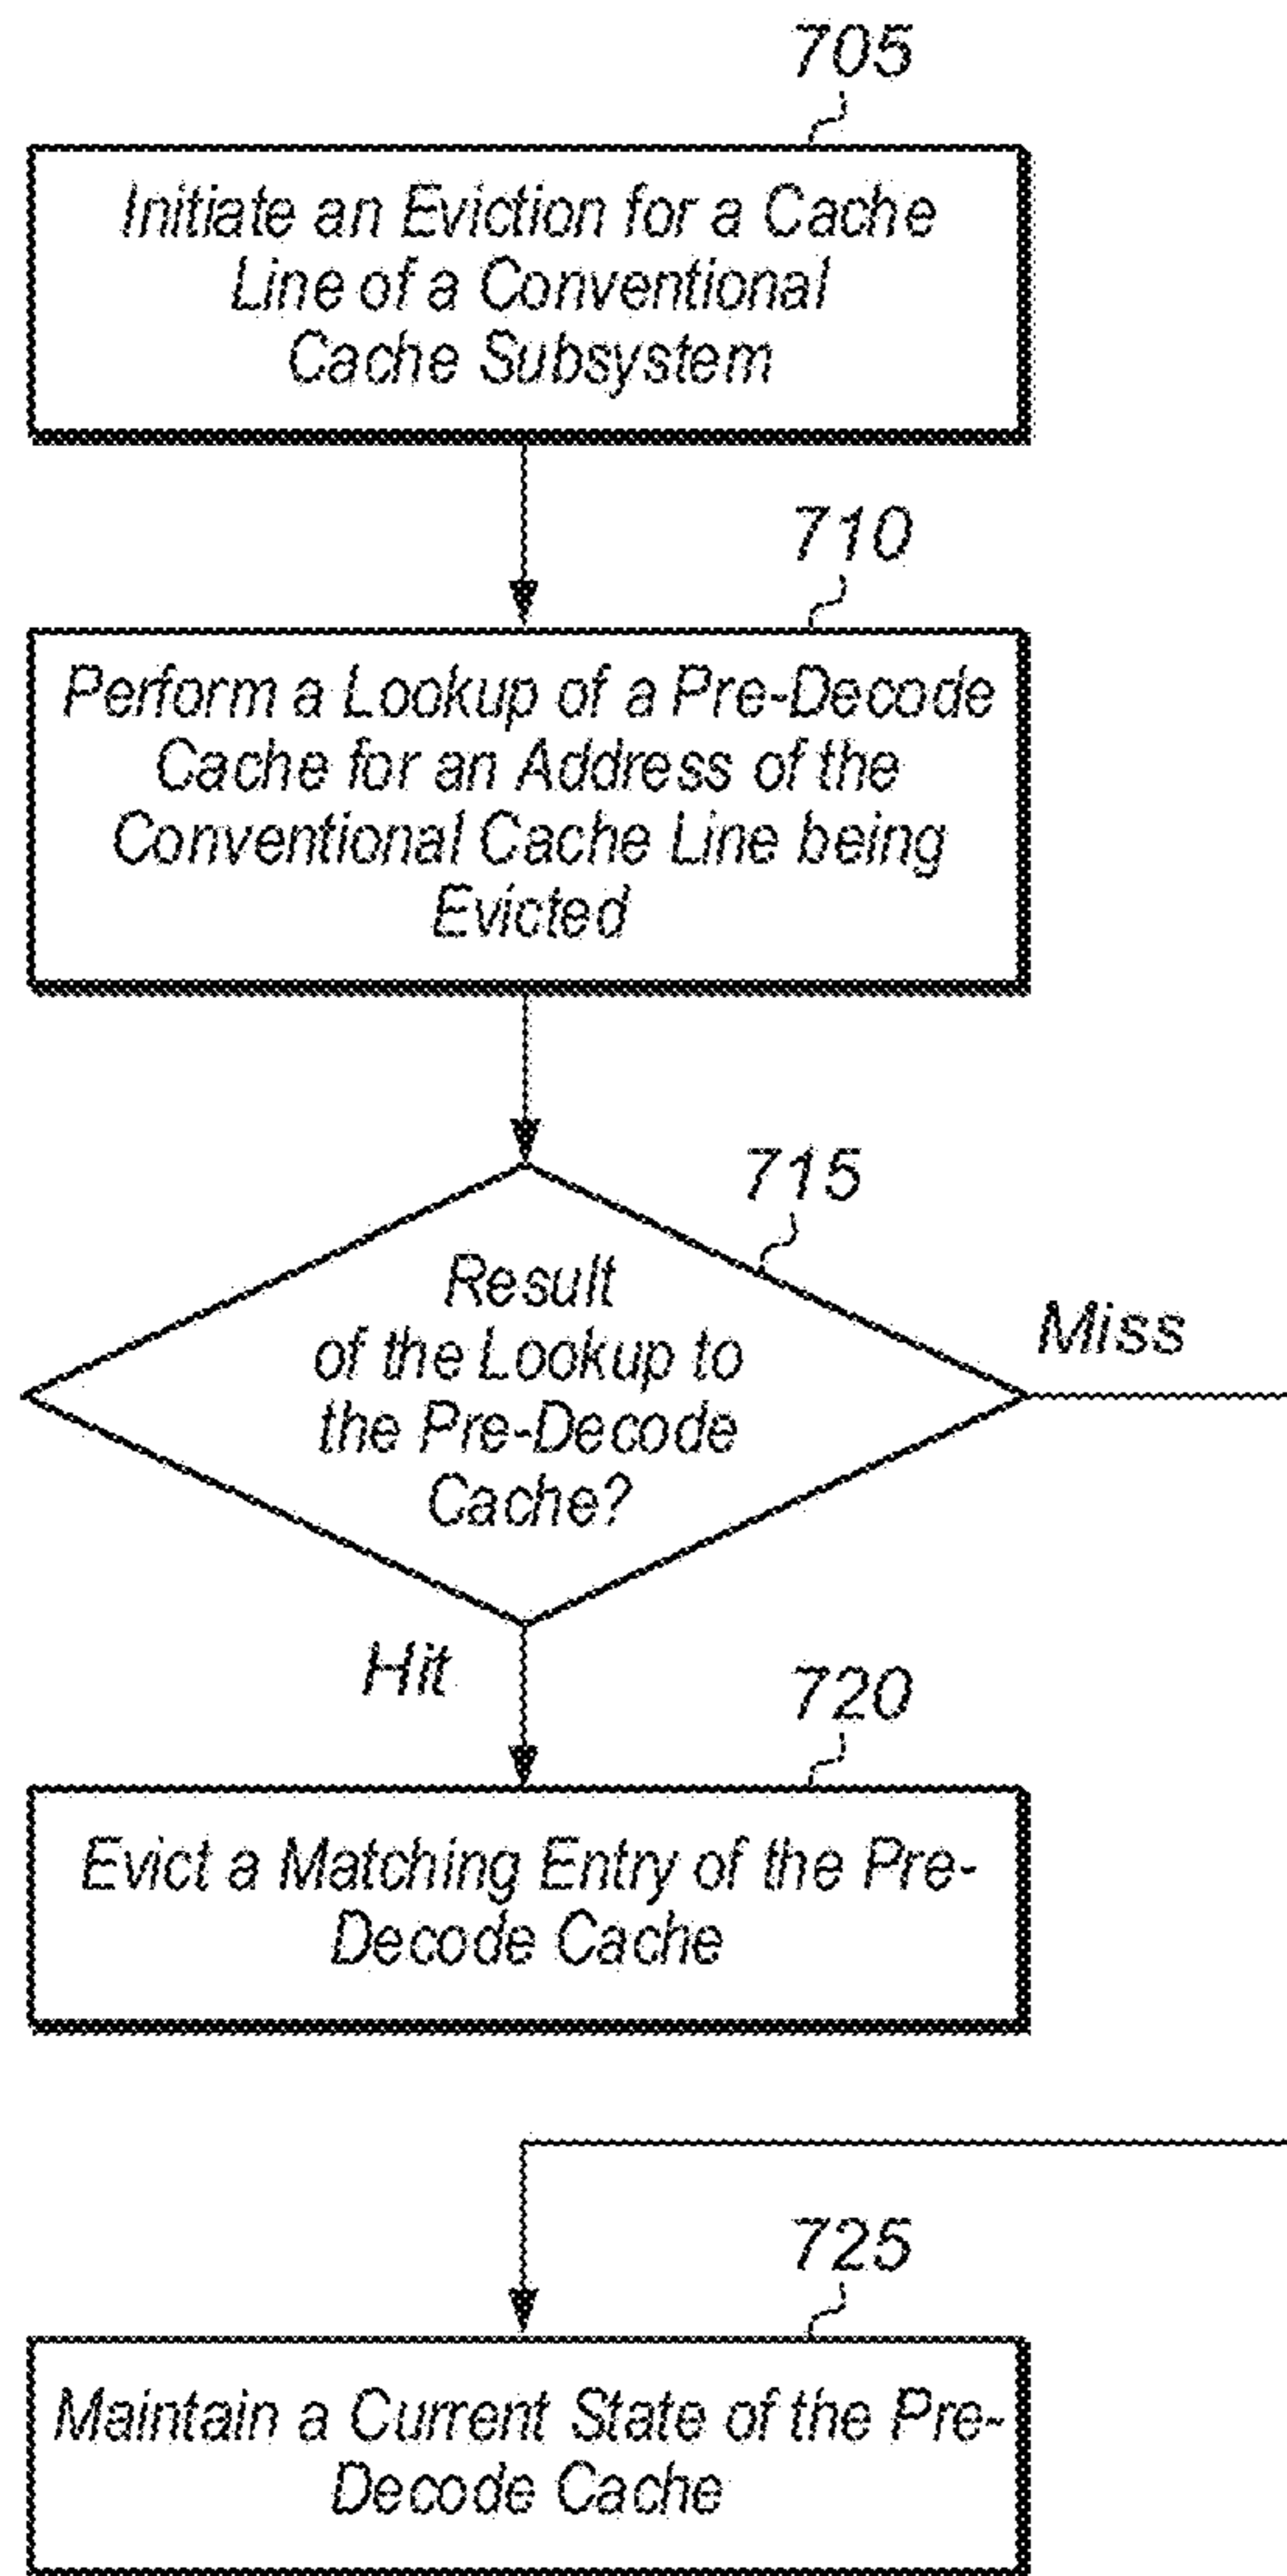 705
Initiate an Eviction for a Cache
Line of a Conventional
Cache Subsystem
710
Perform a Lookup of a Pre-Decode
Cache for an Address of the
Conventional Cache Line being
Evicted
715
Result
of the Lookup to
the Pre-Decode
Cache?
Miss
Hit
720
Evict a Matching Entry of the Pre-
Decode Cache
725
Maintain a Current State of the Pre-
Decode Cache